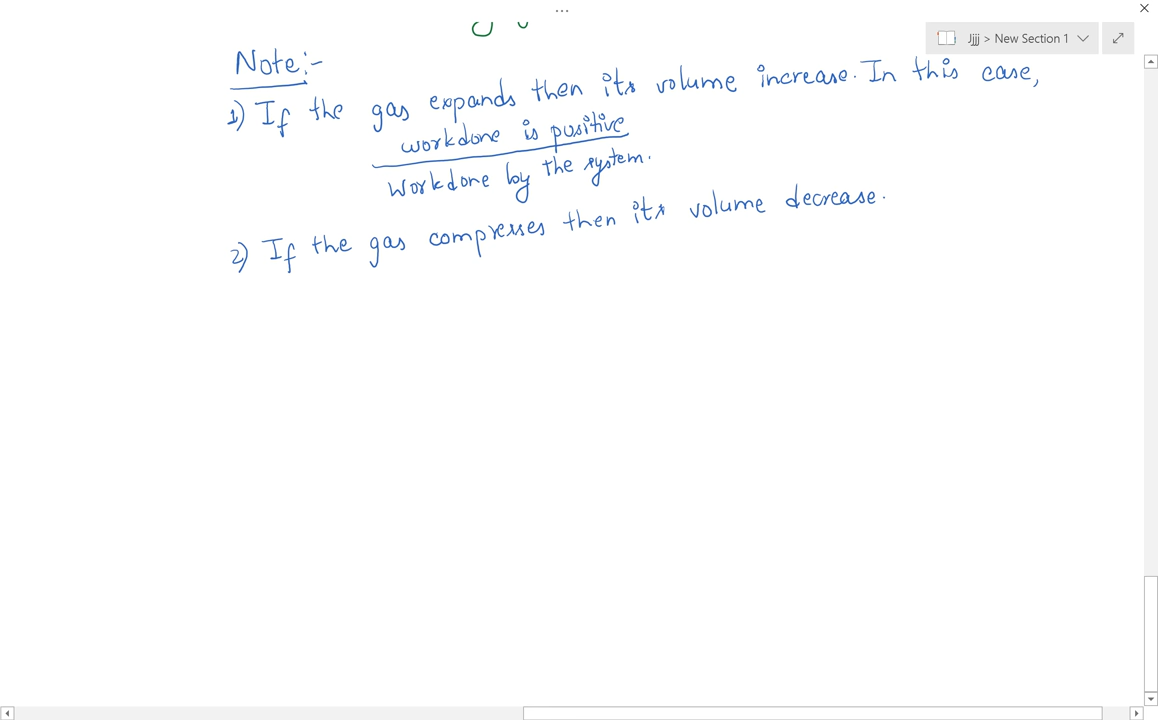 Jjjj > New Section 1
Note:-
1) If the gas expands then its volume increase. In this case,
workdone is positive
Workdone by the system.
2) If the gas compresses then its volume decrease.